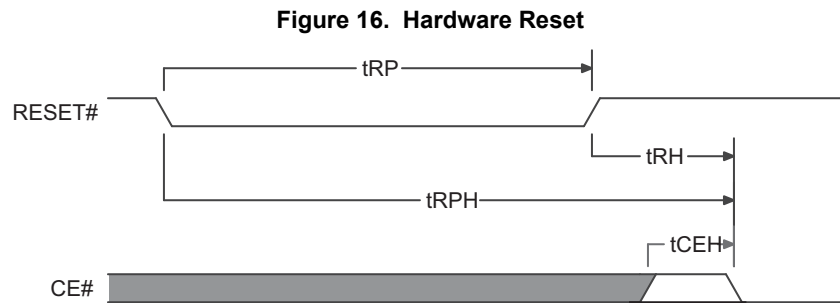 Figure 16. Hardware Reset
tRP
RESET#
tRH
tRPH
tCEH
CE#